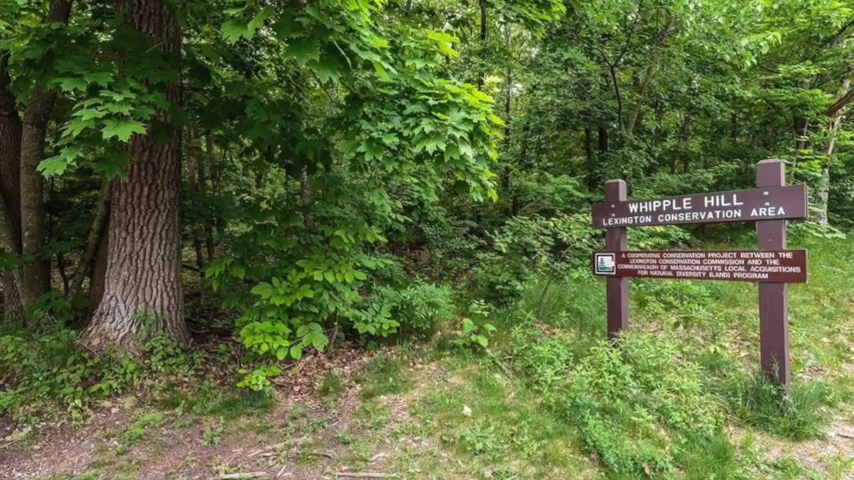 WHIPPLE HILL
LEXINGTON CONSERVATION AREA
A COOPERATIVE CONSERVATION PROJECT BETWEEN THE
LEXINGTON CONSERVATION COMMISSION AND THE
COMMONWEALTH OF MASSACHUSETTS LOCAL ACQUISITIONS
FOR NATURAL DIVERSITY (LAND) PROGRAM